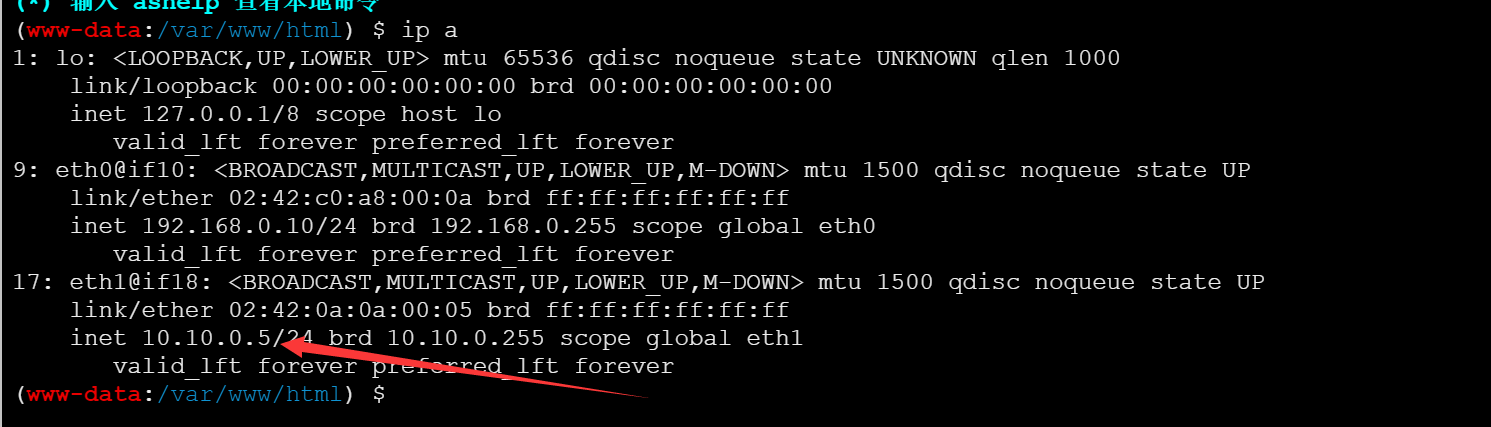 (*) 输入 ashelp 查看本地命令
(www-data:/var/www/html) $ ip a
1: lo: <LOOPBACK,UP,LOWER_UP> mtu 65536 qdisc noqueue state UNKNOWN qlen 1000
    link/loopback 00:00:00:00:00:00 brd 00:00:00:00:00:00
    inet 127.0.0.1/8 scope host lo
       valid_lft forever preferred_lft forever
9: eth0@if10: <BROADCAST,MULTICAST,UP,LOWER_UP,M-DOWN> mtu 1500 qdisc noqueue state UP
    link/ether 02:42:c0:a8:00:0a brd ff:ff:ff:ff:ff:ff
    inet 192.168.0.10/24 brd 192.168.0.255 scope global eth0
       valid_lft forever preferred_lft forever
17: eth1@if18: <BROADCAST,MULTICAST,UP,LOWER_UP,M-DOWN> mtu 1500 qdisc noqueue state UP
    link/ether 02:42:0a:0a:00:05 brd ff:ff:ff:ff:ff:ff
    inet 10.10.0.5/24 brd 10.10.0.255 scope global eth1
       valid_lft forever preferred_lft forever
(www-data:/var/www/html) $